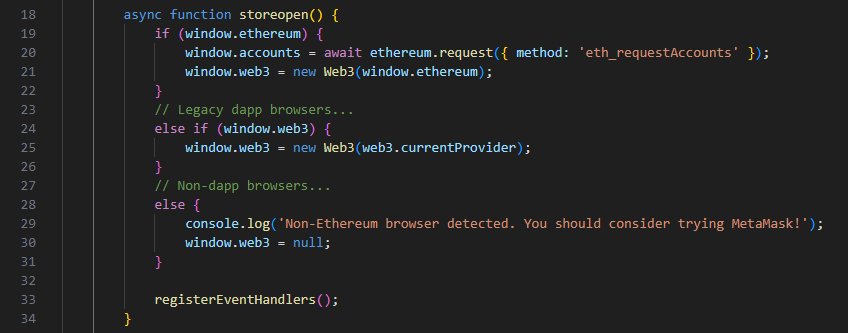 18 async function storeopen() {
19 if (window.ethereum) {
20 window.accounts = await ethereum.request({ method: 'eth_requestAccounts' });
21 window.web3 = new Web3(window.ethereum);
22 }
23 // Legacy dapp browsers...
24 else if (window.web3) {
25 window.web3 = new Web3(web3.currentProvider);
26 }
27 // Non-dapp browsers...
28 else {
29 console.log('Non-Ethereum browser detected. You should consider trying MetaMask!');
30 window.web3 = null;
31 }
32
33 registerEventHandlers();
34 }